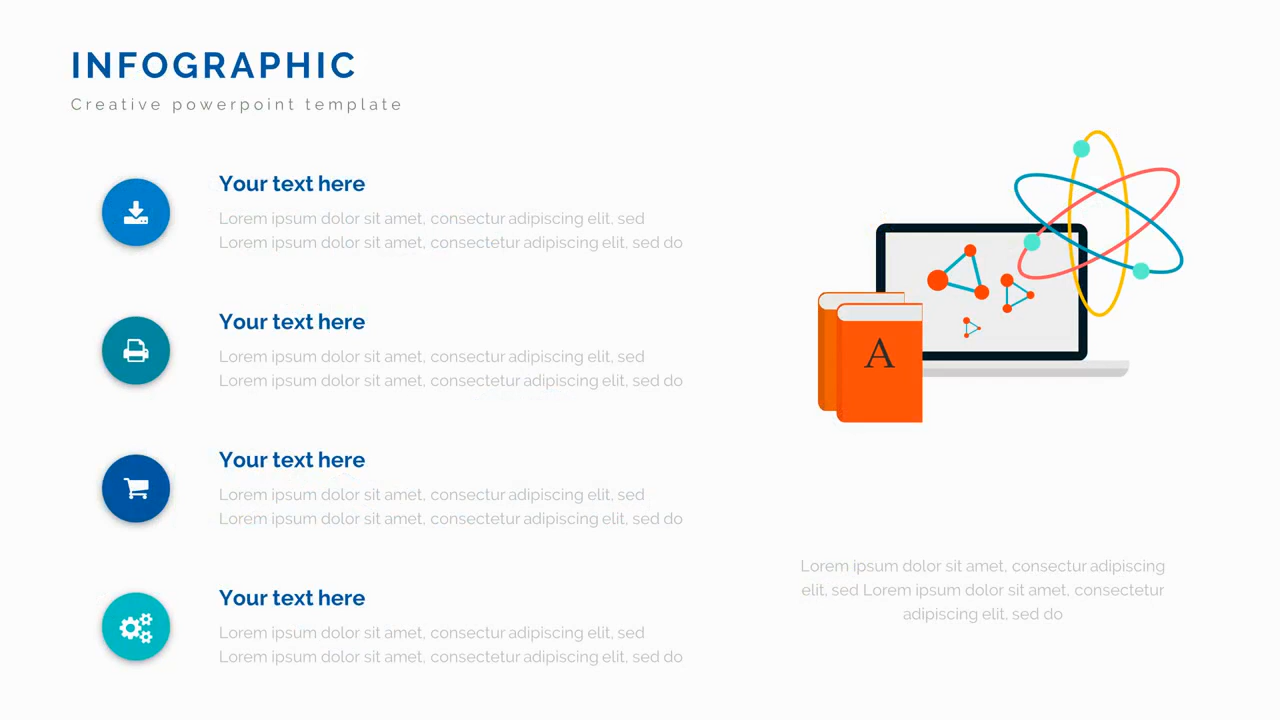 INFOGRAPHIC
Creative powerpoint template
Your text here
Lorem ipsum dolor sit amet, consectur adipiscing elit, sed
Lorem ipsum dolor sit amet, consectetur adipiscing elit, sed do
Your text here
Lorem ipsum dolor sit amet, consectur adipiscing elit, sed
Lorem ipsum dolor sit amet, consectetur adipiscing elit, sed do
Your text here
Lorem ipsum dolor sit amet, consectur adipiscing elit, sed
Lorem ipsum dolor sit amet, consectetur adipiscing elit, sed do
Your text here
Lorem ipsum dolor sit amet, consectur adipiscing elit, sed
Lorem ipsum dolor sit amet, consectetur adipiscing elit, sed do
A
Lorem ipsum dolor sit amet, consectur adipiscing
elit, sed Lorem ipsum dolor sit amet, consectetur
adipiscing elit, sed do